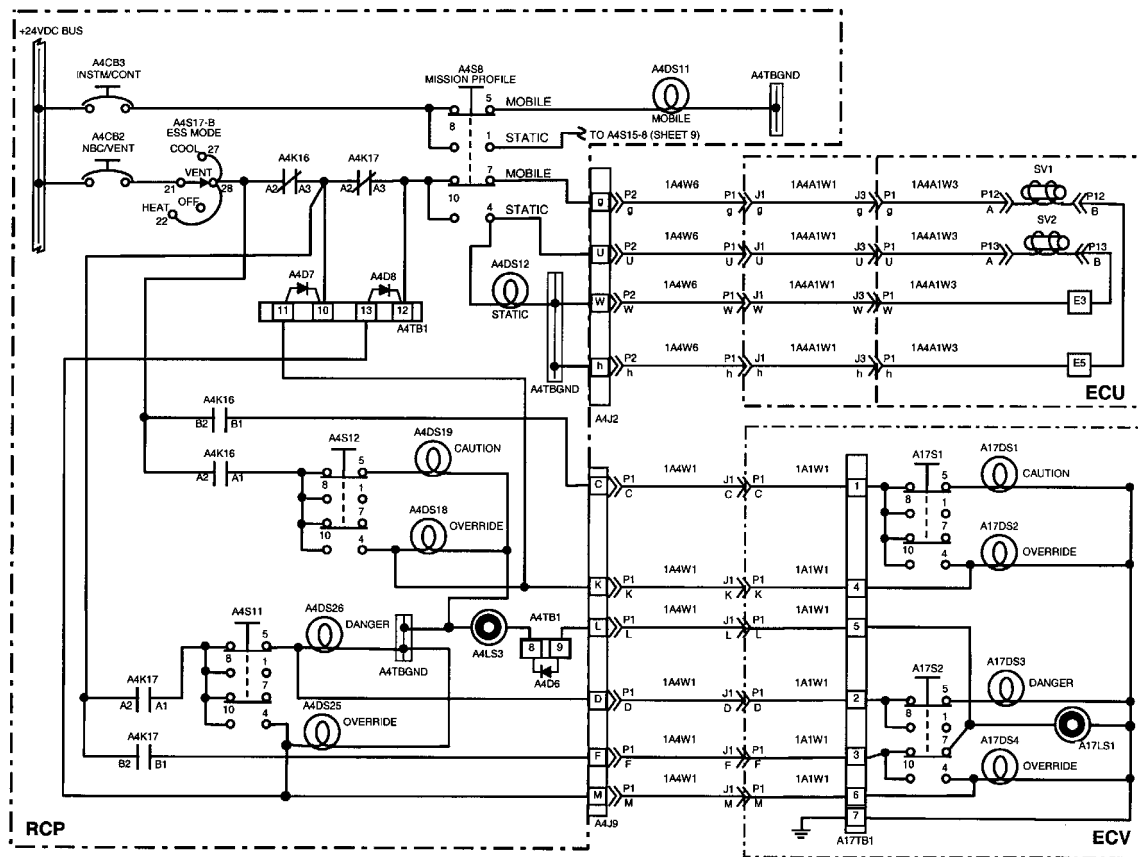 +24VDC BUS
A4CB3
INSTM/CONT
A4S8
MISSION PROFILE
A4DS11
A4TBGND
5
MOBILE
MOBILE
8
1
STATIC
TO A4S15-8 (SHEET 9)
A4CB2
NBC/VENT
A4S17-B
ESS MODE
COOL 27
VENT
21
28
OFF
HEAT
22
A4K16
A2 A3
A4K17
A2 A3
7
MOBILE
10
4
STATIC
g P2 g 1A4W6 P1 g J1 g 1A4A1W1 J3 g P1 g 1A4A1W3 P12 A SV1 P12 B
U P2 U 1A4W6 P1 U J1 U 1A4A1W1 J3 U P1 U 1A4A1W3 P13 A SV2 P13 B
A4DS12
STATIC
W P2 W 1A4W6 P1 W J1 W 1A4A1W1 J3 W P1 W 1A4A1W3 E3
h P2 h 1A4W6 P1 h J1 h 1A4A1W1 J3 h P1 h 1A4A1W3 E5
A4TBGND
A4J2
ECU
A4D7
A4D8
11 10 13 12
A4TB1
A4K16
B2 B1
A4K16
A2 A1
A4S12
5
8
1
7
10
4
A4DS19
CAUTION
A4DS18
OVERRIDE
C P1 C 1A4W1 J1 C P1 C 1A1W1 1
A17S1
5
8
1
7
10
4
A17DS1
CAUTION
A17DS2
OVERRIDE
K P1 K 1A4W1 J1 K P1 K 1A1W1 4
A4S11
5
8
1
7
10
4
A4DS26
DANGER
A4TBGND
A4LS3
A4TB1
8 9
A4D6
L P1 L 1A4W1 J1 L P1 L 1A1W1 5
A4K17
A2 A1
A4DS25
OVERRIDE
D P1 D 1A4W1 J1 D P1 D 1A1W1 2
A17S2
5
8
1
7
10
4
A17DS3
DANGER
A17LS1
A17DS4
OVERRIDE
A4K17
B2 B1
F P1 F 1A4W1 J1 F P1 F 1A1W1 3
M P1 M 1A4W1 J1 M P1 M 1A1W1 6
7
RCP
A4J9
A17TB1
ECV